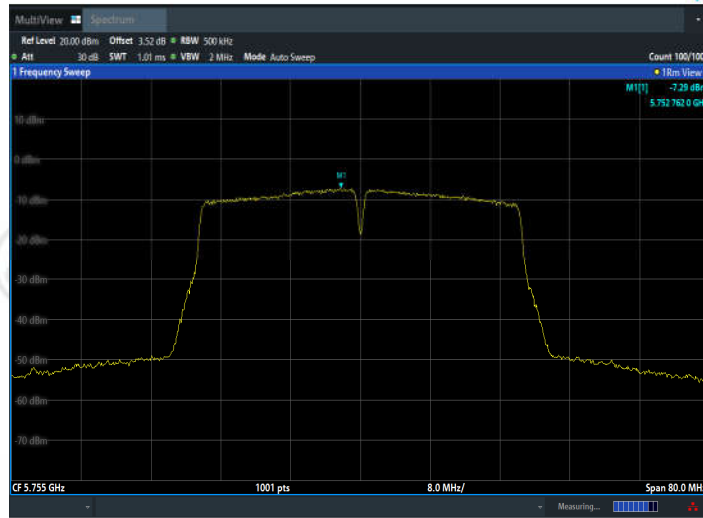 MultiView Spectrum
Ref Level 20.00 dBm Offset 3.52 dB RBW 500 kHz
Att 30 dB SWT 1.01 ms VBW 2 MHz Mode Auto Sweep Count 100/100
1 Frequency Sweep 1Rm View
M1[1] -7.29 dBm
5.752 762 0 GH
M1
10 dBm
0 dBm
-10 dBm
-20 dBm
-30 dBm
-40 dBm
-50 dBm
-60 dBm
-70 dBm
CF 5.755 GHz 1001 pts 8.0 MHz/ Span 80.0 MH
Measuring...